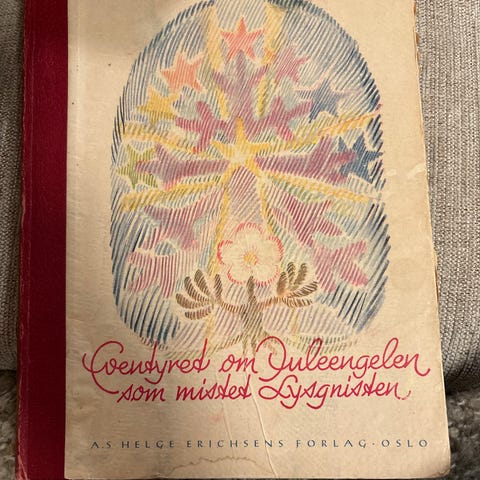 Eventyret om Juleengelen
som mistet Lysgnisten
A.S HELGE ERICHSENS FORLAG · OSLO